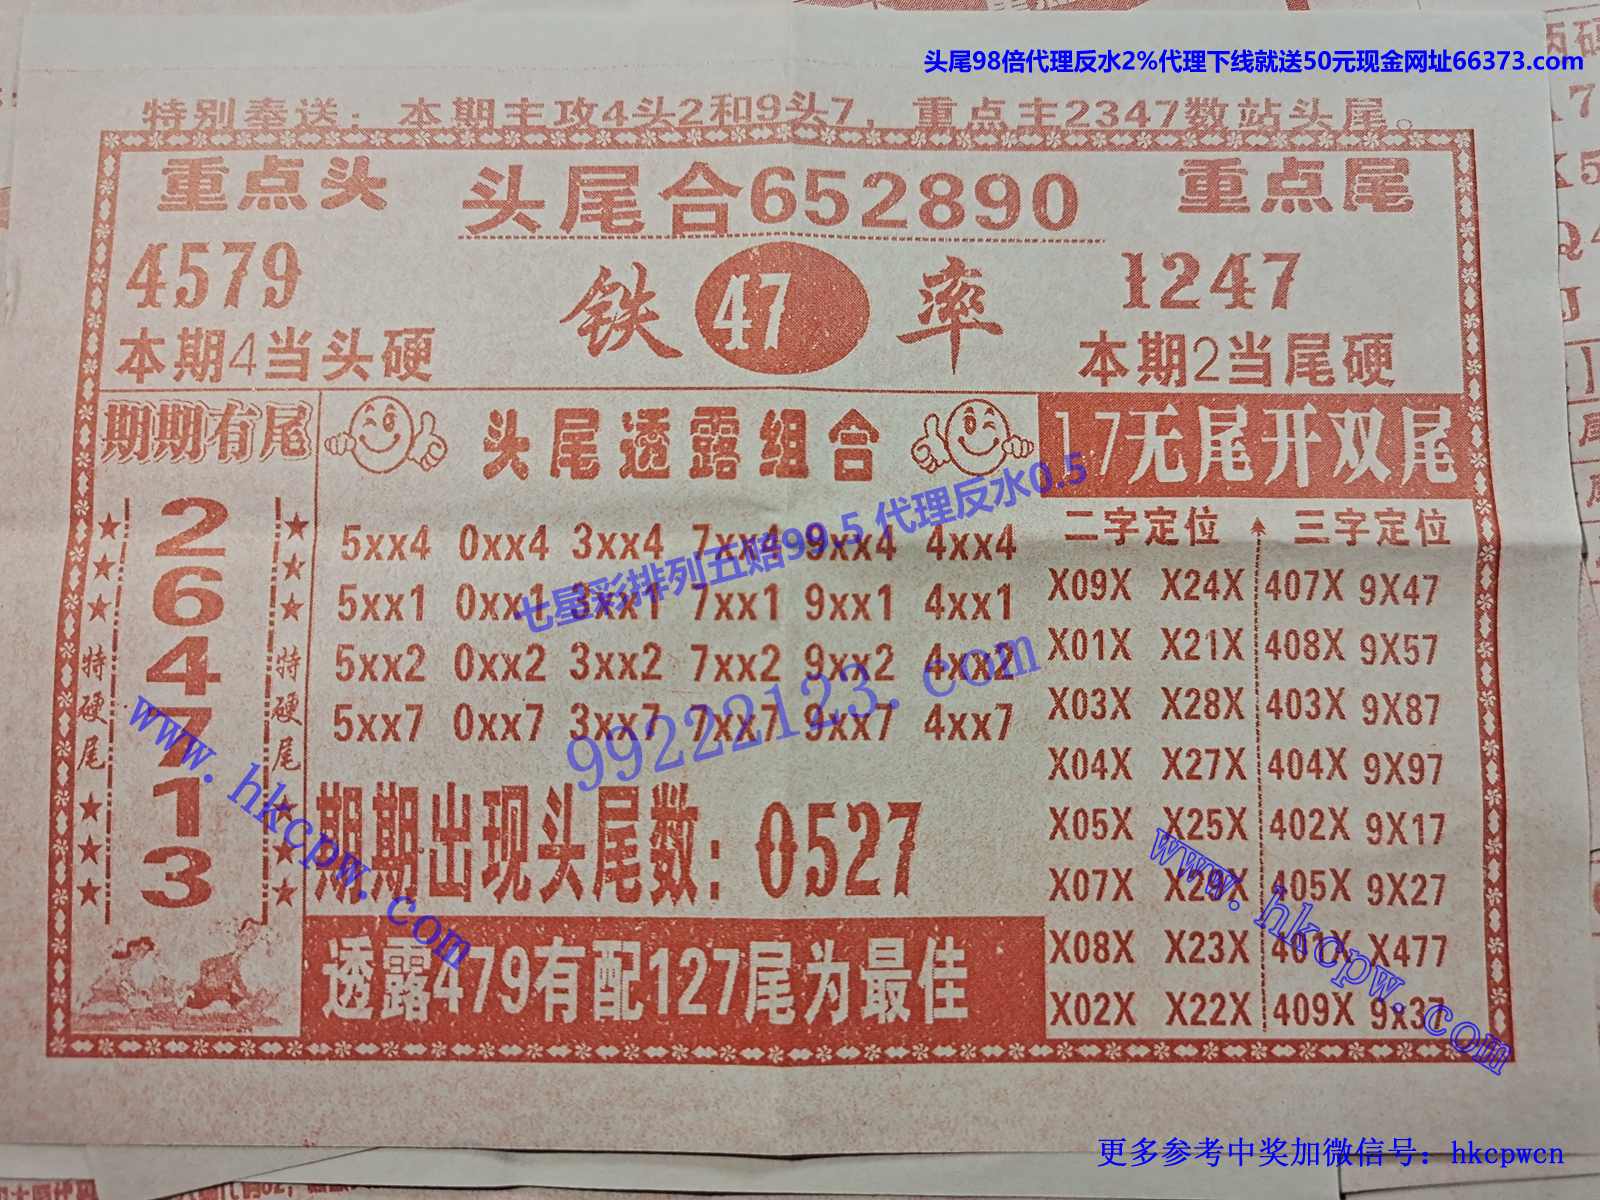 头尾98倍代理反水2%代理下线就送50元现金网址66373.com
特别奉送：本期主攻4头2和9头7，重点主2347数站头尾。
重点头
头尾合652890
重点尾
4579
铁 47 率
1247
本期4当头硬
本期2当尾硬
期期有尾
头尾透露组合
17无尾开双尾
2
6
4
7
1
3
特硬尾
特硬尾
5xx4 0xx4 3xx4 7xx4 9xx4 4xx4
5xx1 0xx1 3xx1 7xx1 9xx1 4xx1
5xx2 0xx2 3xx2 7xx2 9xx2 4xx2
5xx7 0xx7 3xx7 7xx7 9xx7 4xx7
七星彩排列五赔99.5 代理反水0.5
99222123.com
期期出现头尾数：0527
透露479有配127尾为最佳
二字定位 三字定位
X09X X24X 407X 9X47
X01X X21X 408X 9X57
X03X X28X 403X 9X87
X04X X27X 404X 9X97
X05X X25X 402X 9X17
X07X X29X 405X 9X27
X08X X23X 401X X477
X02X X22X 409X 9x37
www.hkcpw.com
www.hkcpw.com
更多参考中奖加微信号：hkcpwcn